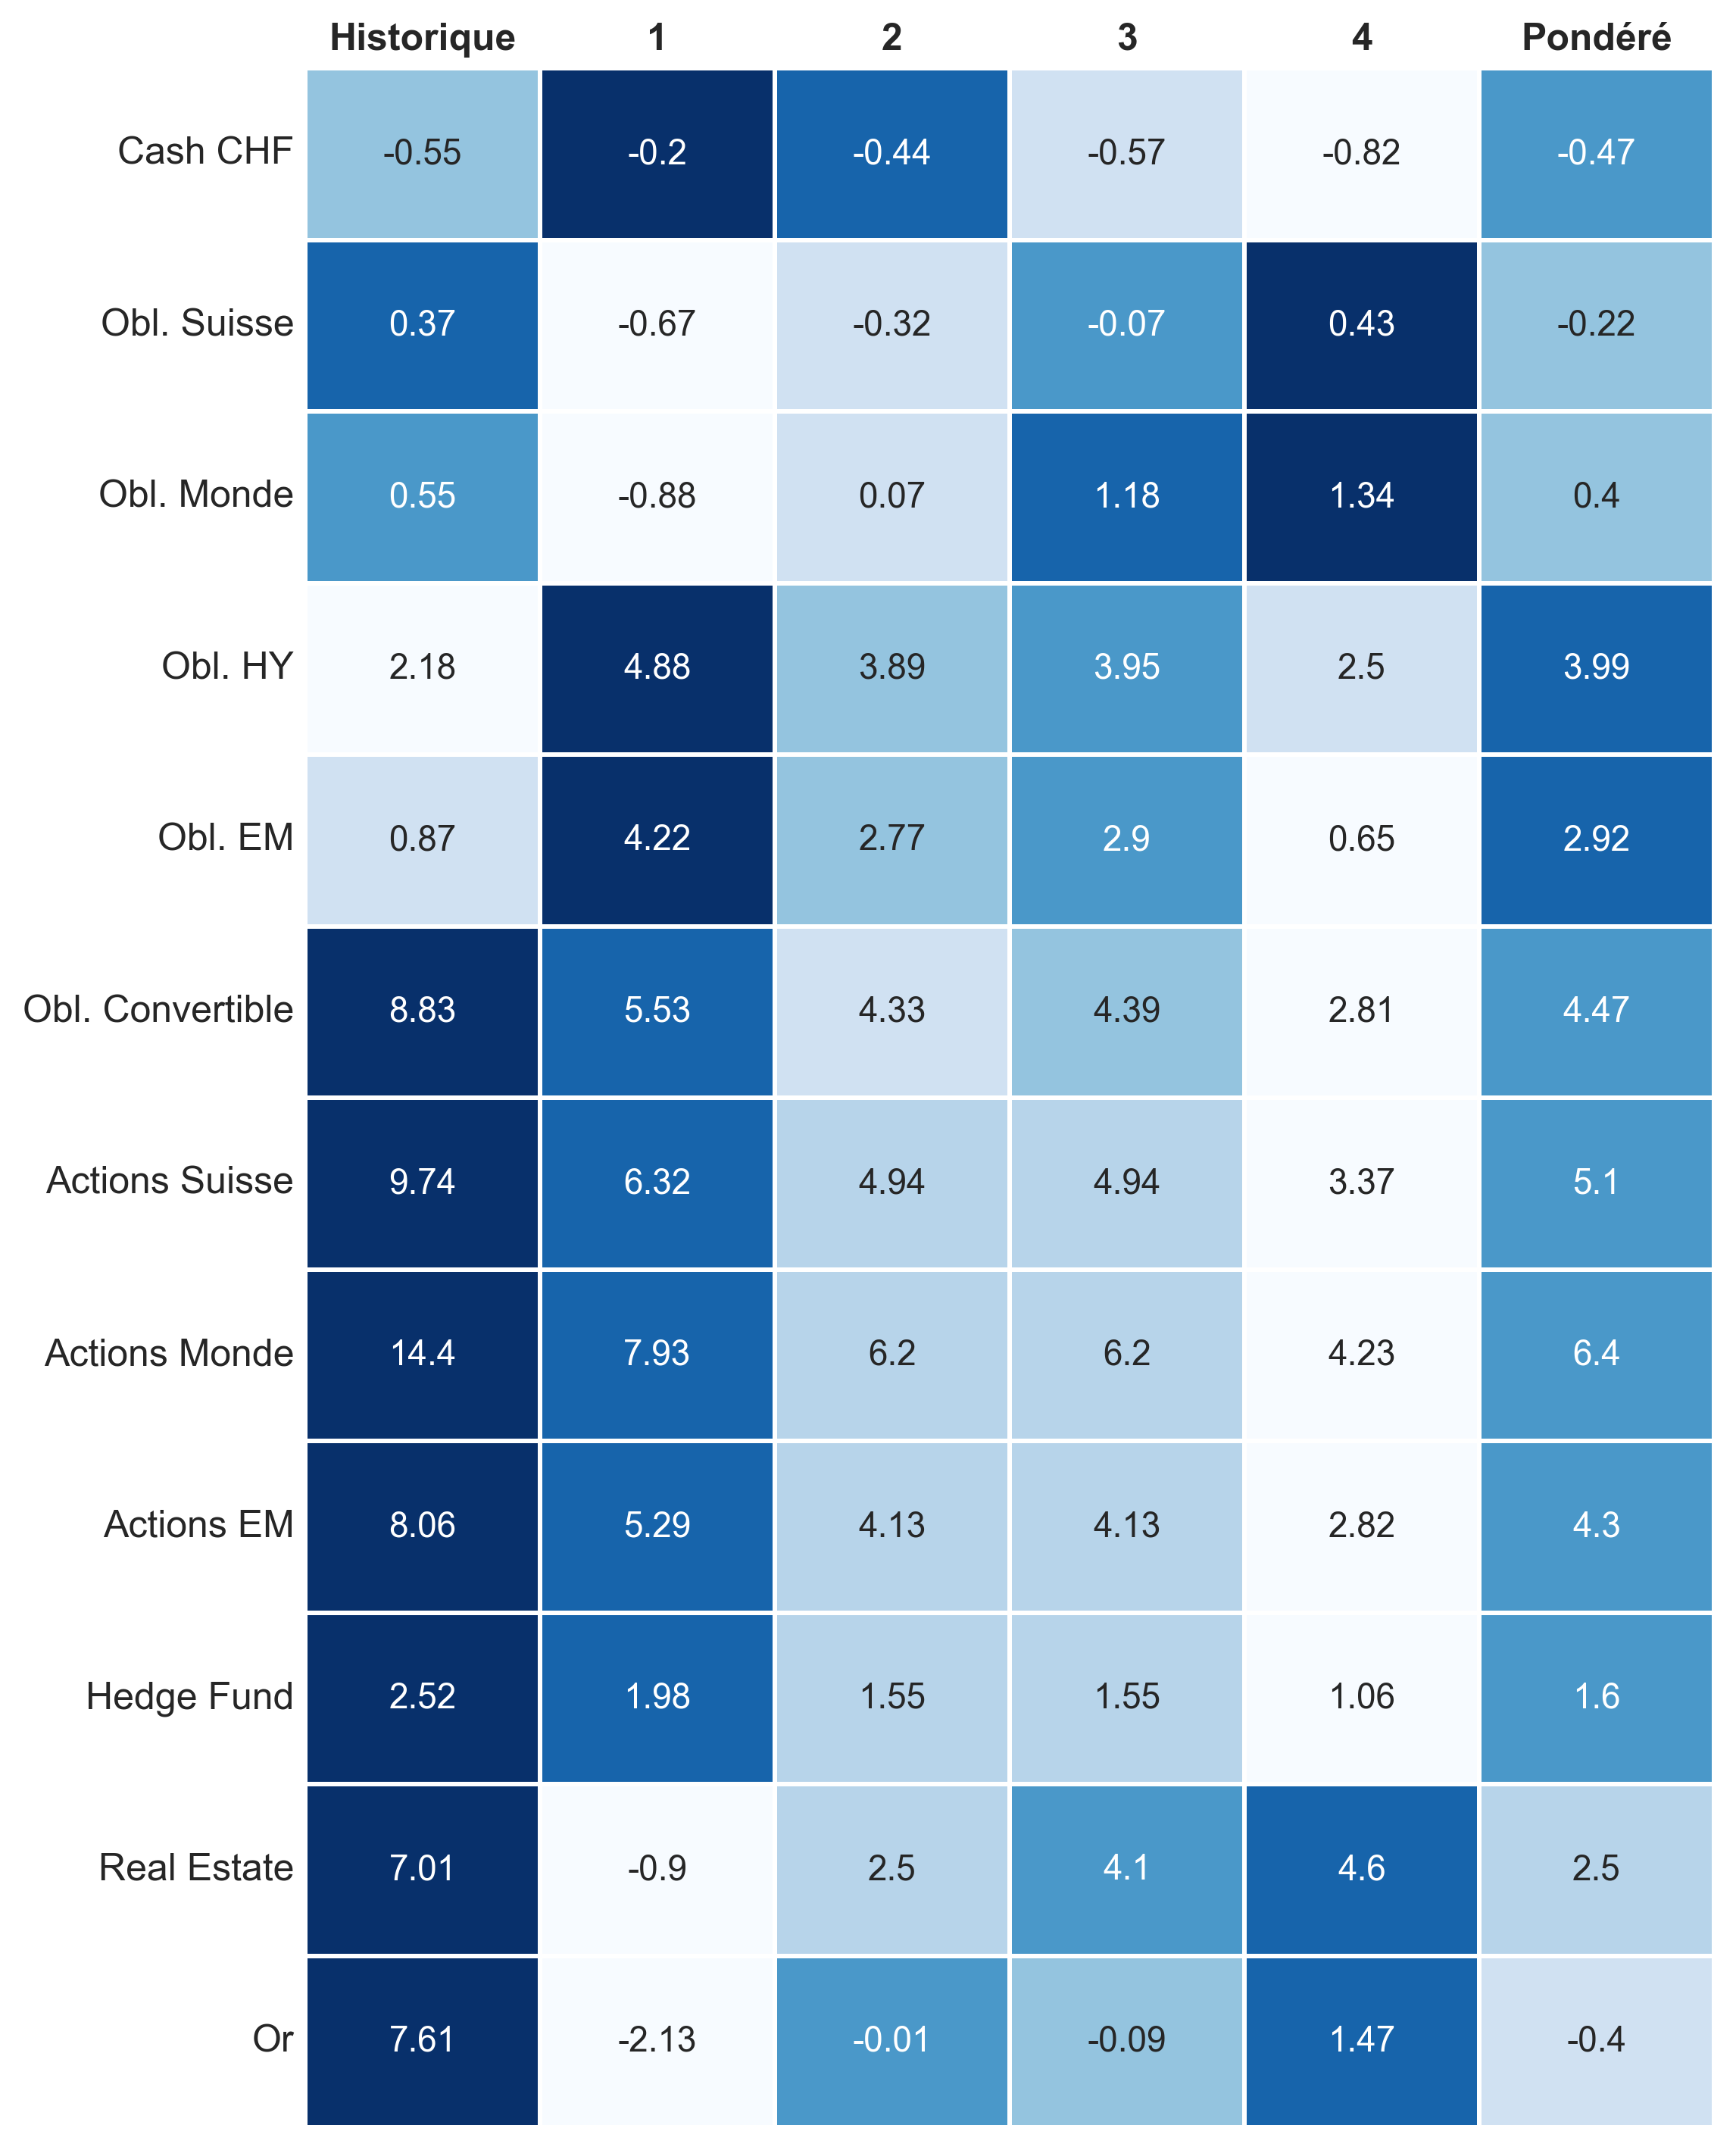 Historique 1 2 3 4 Pondéré
Cash CHF -0.55 -0.2 -0.44 -0.57 -0.82 -0.47
Obl. Suisse 0.37 -0.67 -0.32 -0.07 0.43 -0.22
Obl. Monde 0.55 -0.88 0.07 1.18 1.34 0.4
Obl. HY 2.18 4.88 3.89 3.95 2.5 3.99
Obl. EM 0.87 4.22 2.77 2.9 0.65 2.92
Obl. Convertible 8.83 5.53 4.33 4.39 2.81 4.47
Actions Suisse 9.74 6.32 4.94 4.94 3.37 5.1
Actions Monde 14.4 7.93 6.2 6.2 4.23 6.4
Actions EM 8.06 5.29 4.13 4.13 2.82 4.3
Hedge Fund 2.52 1.98 1.55 1.55 1.06 1.6
Real Estate 7.01 -0.9 2.5 4.1 4.6 2.5
Or 7.61 -2.13 -0.01 -0.09 1.47 -0.4